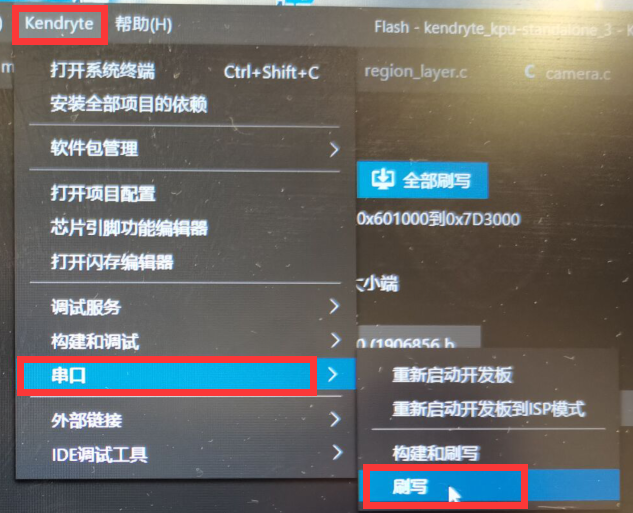 Kendryte 帮助(H) Flash - kendryte_kpu-standalone_3 - K
打开系统终端 Ctrl+Shift+C
region_layer.c C camera.c
安装全部项目的依赖
软件包管理
全部刷写
打开项目配置
0x601000到0x7D3000
芯片引脚功能编辑器
打开闪存编辑器
大小端
调试服务
构建和调试
0 (1906856 b
串口
重新启动开发板
重新启动开发板到ISP模式
外部链接
IDE调试工具
构建和刷写
刷写